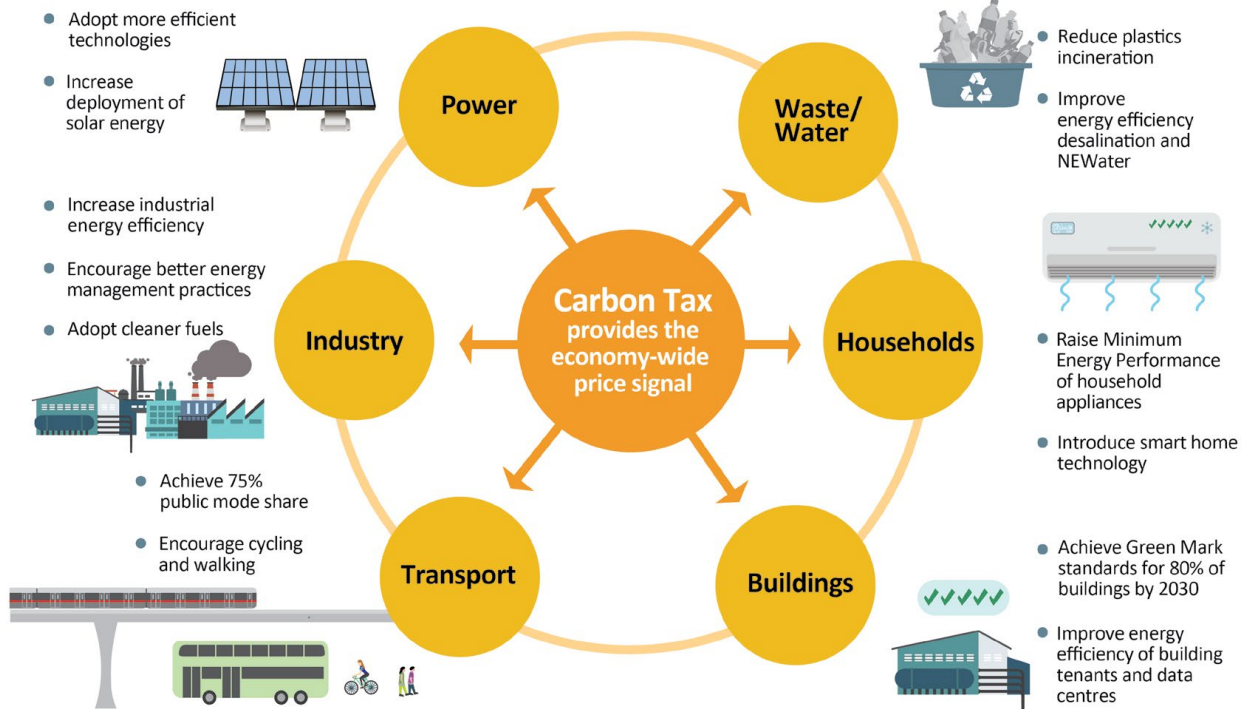 Adopt more efficient
technologies
Increase
deployment of
solar energy
Power
Waste/
Water
Reduce plastics
incineration
Improve
energy efficiency
desalination and
NEWater
Increase industrial
energy efficiency
Encourage better energy
management practices
Adopt cleaner fuels
Industry
Carbon Tax
provides the
economy-wide
price signal
Households
Raise Minimum
Energy Performance
of household
appliances
Introduce smart home
technology
Achieve 75%
public mode share
Encourage cycling
and walking
Transport
Buildings
Achieve Green Mark
standards for 80% of
buildings by 2030
Improve energy
efficiency of building
tenants and data
centres